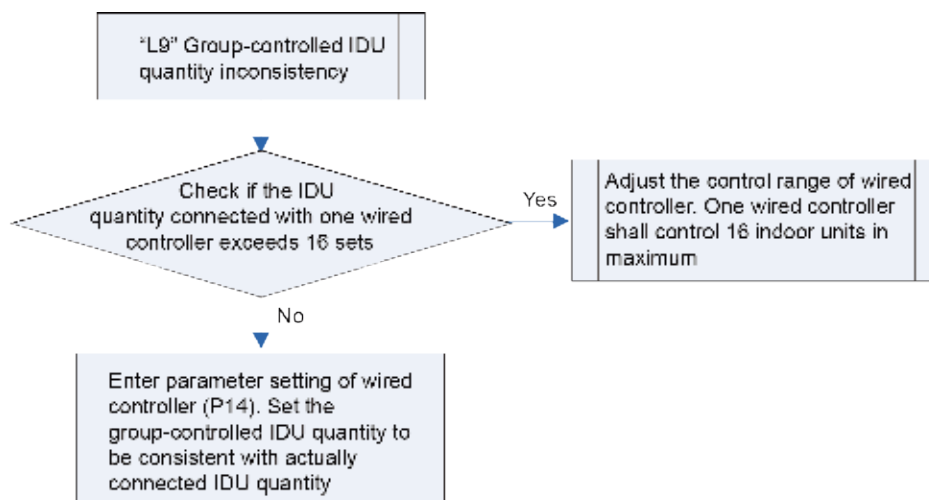 "L9" Group-controlled IDU
quantity inconsistency
Check if the IDU
quantity connected with one wired
controller exceeds 16 sets
Yes
Adjust the control range of wired
controller. One wired controller
shall control 16 indoor units in
maximum
No
Enter parameter setting of wired
controller (P14). Set the
group-controlled IDU quantity to
be consistent with actually
connected IDU quantity